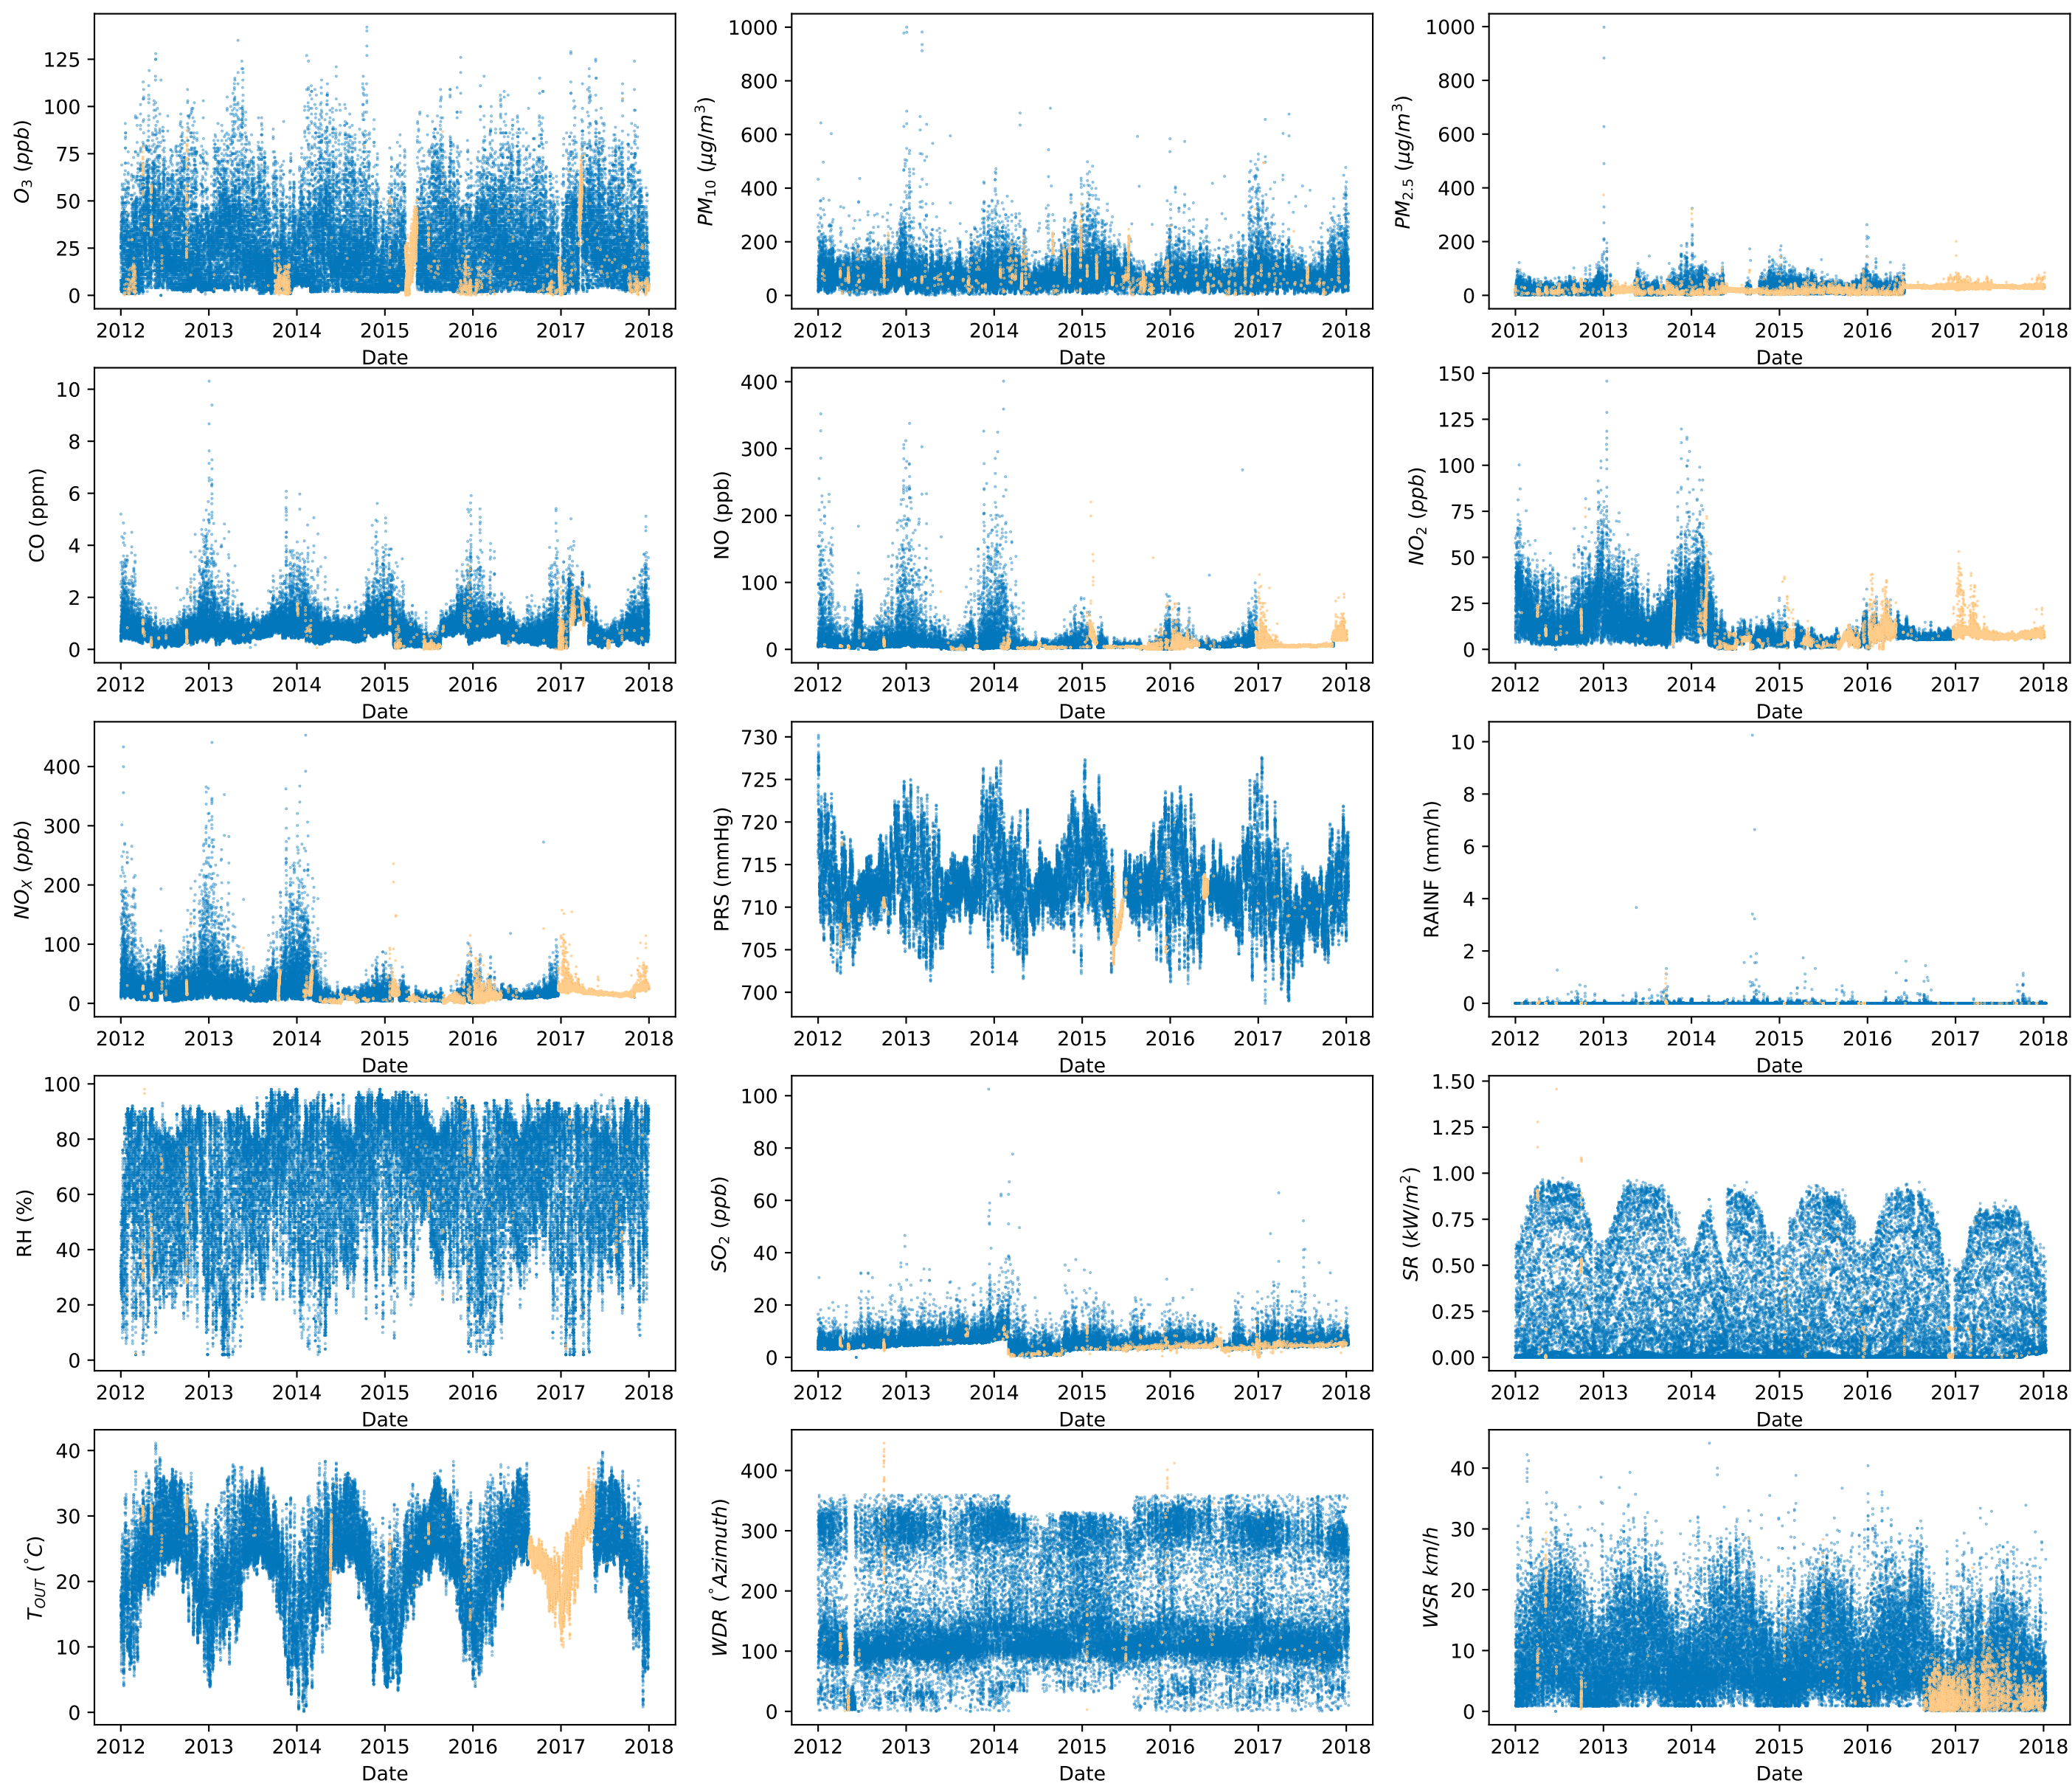 O3 (ppb)
125
100
75
50
25
0
2012 2013 2014 2015 2016 2017 2018
Date
PM10 (μg/m3)
1000
800
600
400
200
0
2012 2013 2014 2015 2016 2017 2018
PM2.5 (μg/m3)
1000
800
600
400
200
0
2012 2013 2014 2015 2016 2017 2018
Date
CO (ppm)
10
8
6
4
2
0
2012 2013 2014 2015 2016 2017 2018
Date
NO (ppb)
400
300
200
100
0
2012 2013 2014 2015 2016 2017 2018
NO2 (ppb)
150
125
100
75
50
25
0
2012 2013 2014 2015 2016 2017 2018
Date
NOX (ppb)
400
300
200
100
0
2012 2013 2014 2015 2016 2017 2018
Date
PRS (mmHg)
730
725
720
715
710
705
700
2012 2013 2014 2015 2016 2017 2018
RAINF (mm/h)
10
8
6
4
2
0
2012 2013 2014 2015 2016 2017 2018
Date
RH (%)
100
80
60
40
20
0
2012 2013 2014 2015 2016 2017 2018
Date
SO2 (ppb)
100
80
60
40
20
0
2012 2013 2014 2015 2016 2017 2018
SR (kW/m2)
1.50
1.25
1.00
0.75
0.50
0.25
0.00
2012 2013 2014 2015 2016 2017 2018
Date
TOUT (°C)
40
30
20
10
0
2012 2013 2014 2015 2016 2017 2018
Date
WDR (°Azimuth)
400
300
200
100
0
2012 2013 2014 2015 2016 2017 2018
Date
WSR km/h
40
30
20
10
0
2012 2013 2014 2015 2016 2017 2018
Date